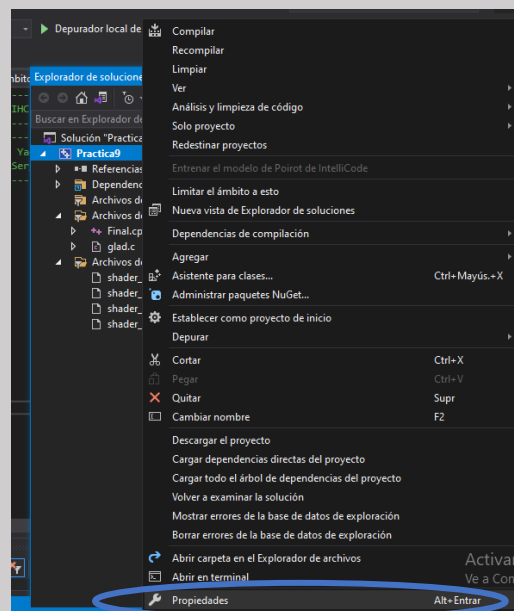 Depurador local de
Explorador de solucione
Buscar en Explorador de
Solución "Practica
Practica9
Referencias
Dependenc
Archivos de
Archivos de
Final.cp
glad.c
Archivos de
shader_
shader_
shader_
shader_
Compilar
Recompilar
Limpiar
Ver
Análisis y limpieza de código
Solo proyecto
Redestinar proyectos
Entrenar el modelo de Poirot de IntelliCode
Limitar el ámbito a esto
Nueva vista de Explorador de soluciones
Dependencias de compilación
Agregar
Asistente para clases... Ctrl+Mayús.+X
Administrar paquetes NuGet...
Establecer como proyecto de inicio
Depurar
Cortar Ctrl+X
Pegar Ctrl+V
Quitar Supr
Cambiar nombre F2
Descargar el proyecto
Cargar dependencias directas del proyecto
Cargar todo el árbol de dependencias del proyecto
Volver a examinar la solución
Mostrar errores de la base de datos de exploración
Borrar errores de la base de datos de exploración
Abrir carpeta en el Explorador de archivos
Abrir en terminal
Propiedades Alt+Entrar
Activar
Ve a Con